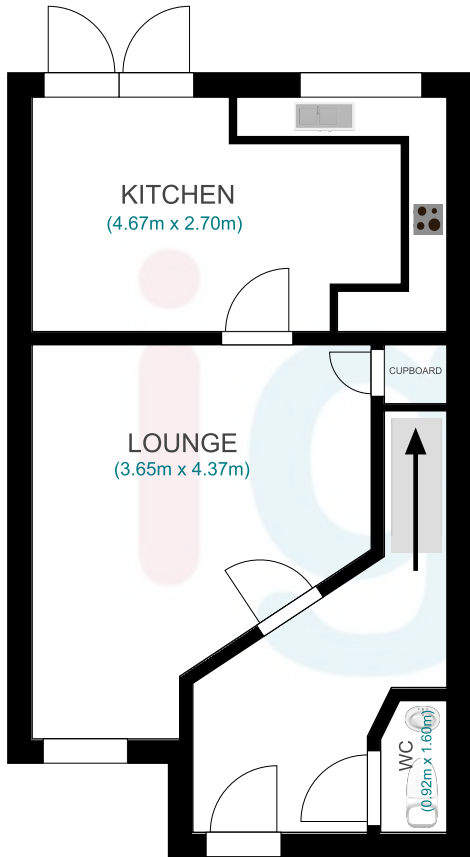 KITCHEN
(4.67m x 2.70m)
CUPBOARD
LOUNGE
(3.65m x 4.37m)
WC
(0.92m x 1.60m)